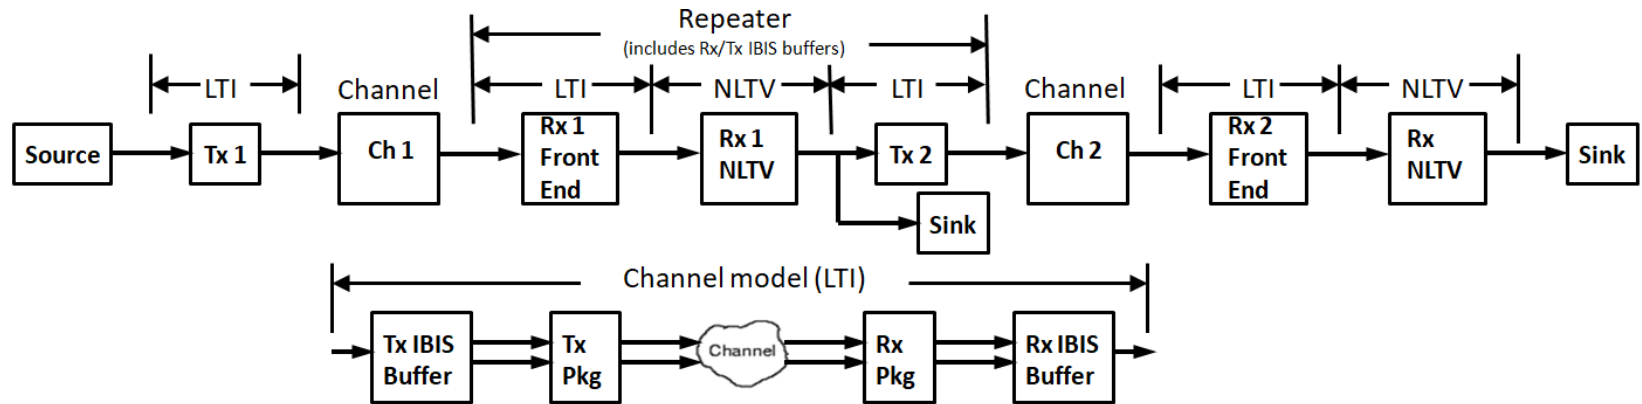 Repeater
(includes Rx/Tx IBIS buffers)
LTI
Channel
LTI
NLTV
LTI
Channel
LTI
NLTV
Source
Tx 1
Ch 1
Rx 1
Front
End
Rx 1
NLTV
Tx 2
Ch 2
Rx 2
Front
End
Rx
NLTV
Sink
Sink
Channel model (LTI)
Tx IBIS
Buffer
Tx
Pkg
Channel
Rx
Pkg
Rx IBIS
Buffer